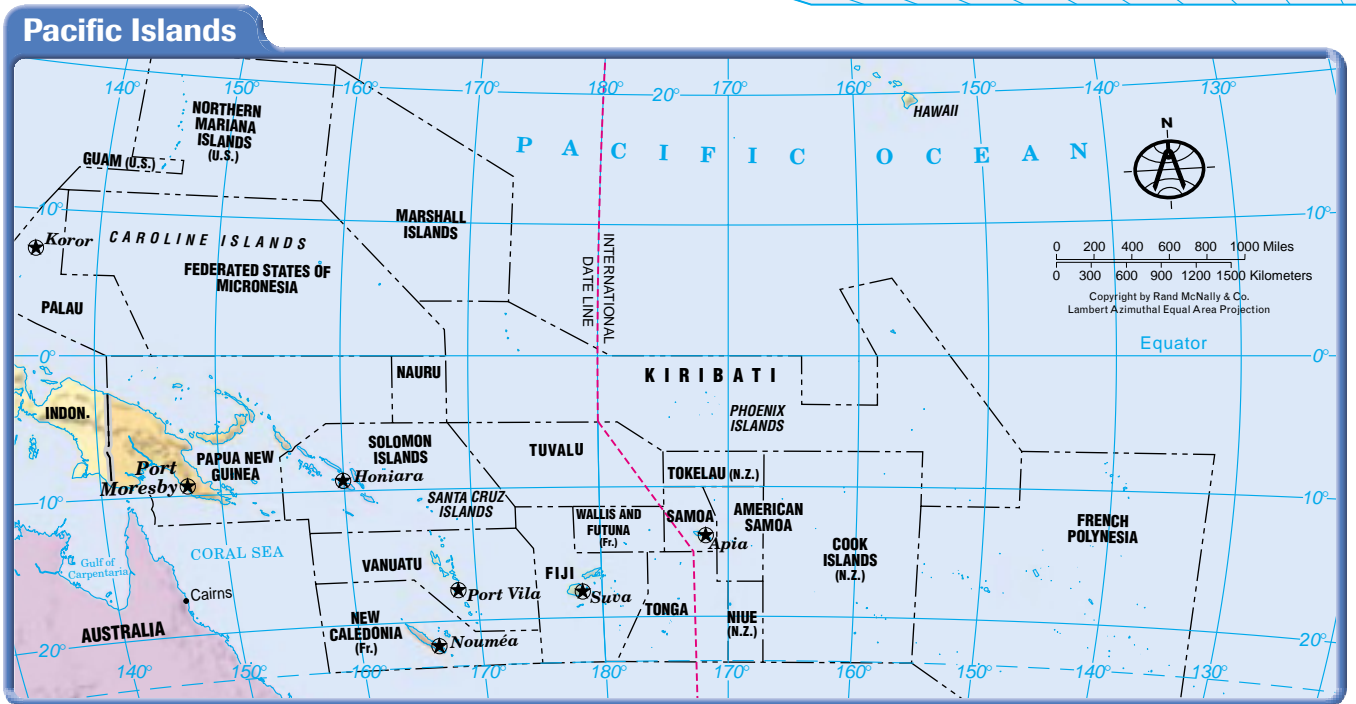 Pacific Islands
140°
150°
160°
170°
180°
20°
170°
160°
150°
140°
130°
HAWAII
N
NORTHERN
MARIANA
ISLANDS
(U.S.)
GUAM (U.S.)
PACIFIC OCEAN
10°
10°
MARSHALL
ISLANDS
Koror
CAROLINE ISLANDS
FEDERATED STATES OF
MICRONESIA
PALAU
INTERNATIONAL
DATE LINE
0 200 400 600 800 1000 Miles
0 300 600 900 1200 1500 Kilometers
Copyright by Rand McNally & Co.
Lambert Azimuthal Equal Area Projection
Equator
0°
0°
NAURU
KIRIBATI
PHOENIX
ISLANDS
INDON.
PAPUA NEW
GUINEA
Port
Moresby
SOLOMON
ISLANDS
Honiara
TUVALU
TOKELAU (N.Z.)
SANTA CRUZ
ISLANDS
10°
10°
WALLIS AND
FUTUNA
(Fr.)
SAMOA
Apia
AMERICAN
SAMOA
COOK
ISLANDS
(N.Z.)
FRENCH
POLYNESIA
CORAL SEA
Gulf of
Carpentaria
Cairns
AUSTRALIA
VANUATU
Port Vila
FIJI
Suva
TONGA
NIUE
(N.Z.)
NEW
CALEDONIA
(Fr.)
Nouméa
20°
20°
140°
150°
160°
170°
180°
170°
160°
150°
140°
130°